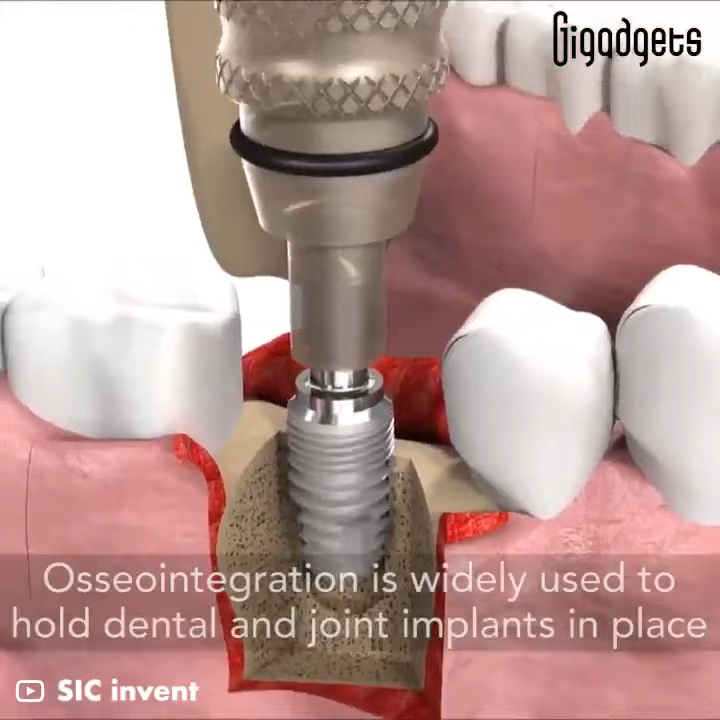 Gigadgets
Osseointegration is widely used to
hold dental and joint implants in place
SIC invent